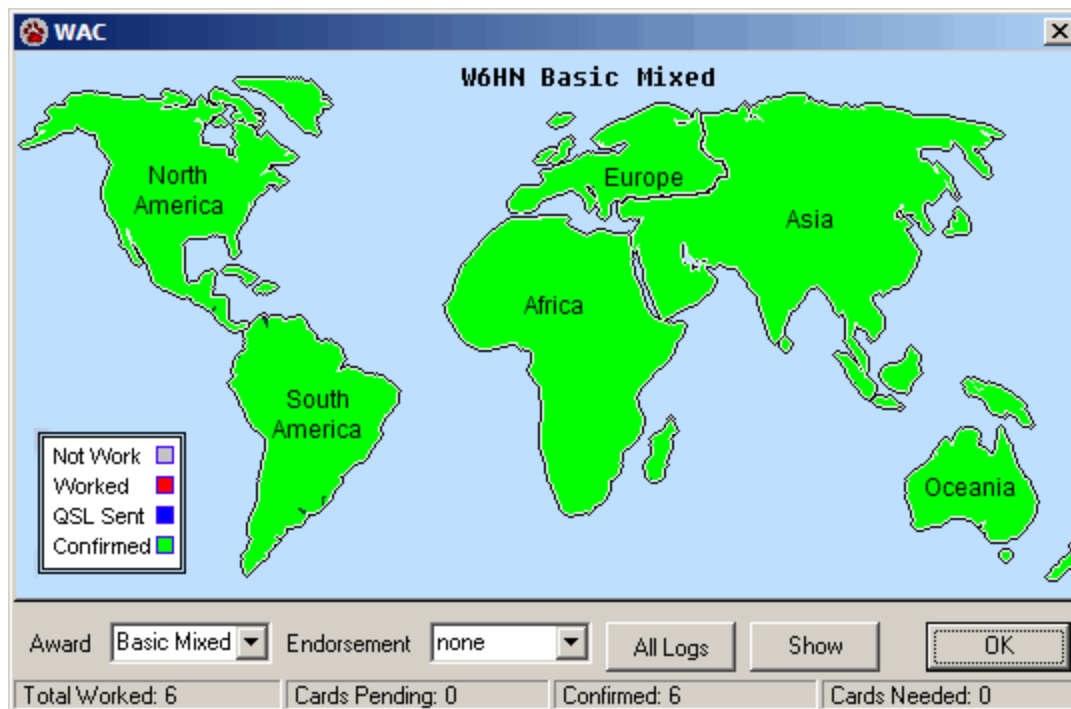 WAC
W6HN Basic Mixed
North
America
Europe
Asia
Africa
South
America
Oceania
Not Work
Worked
QSL Sent
Confirmed
Award Basic Mixed Endorsement none All Logs Show OK
Total Worked: 6 Cards Pending: 0 Confirmed: 6 Cards Needed: 0